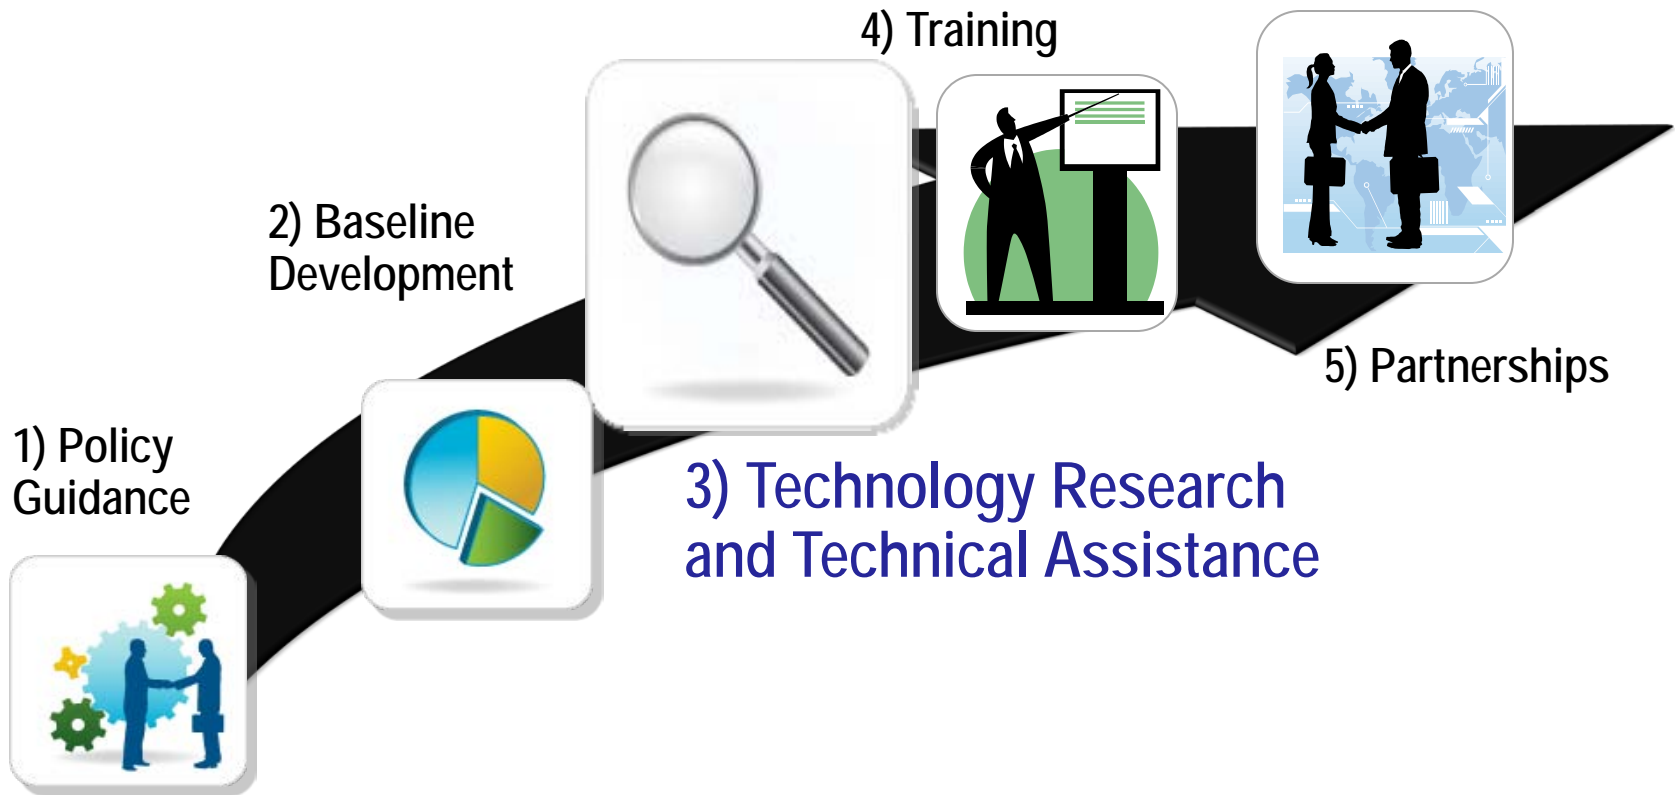 1) Policy
Guidance
2) Baseline
Development
3) Technology Research
and Technical Assistance
4) Training
5) Partnerships